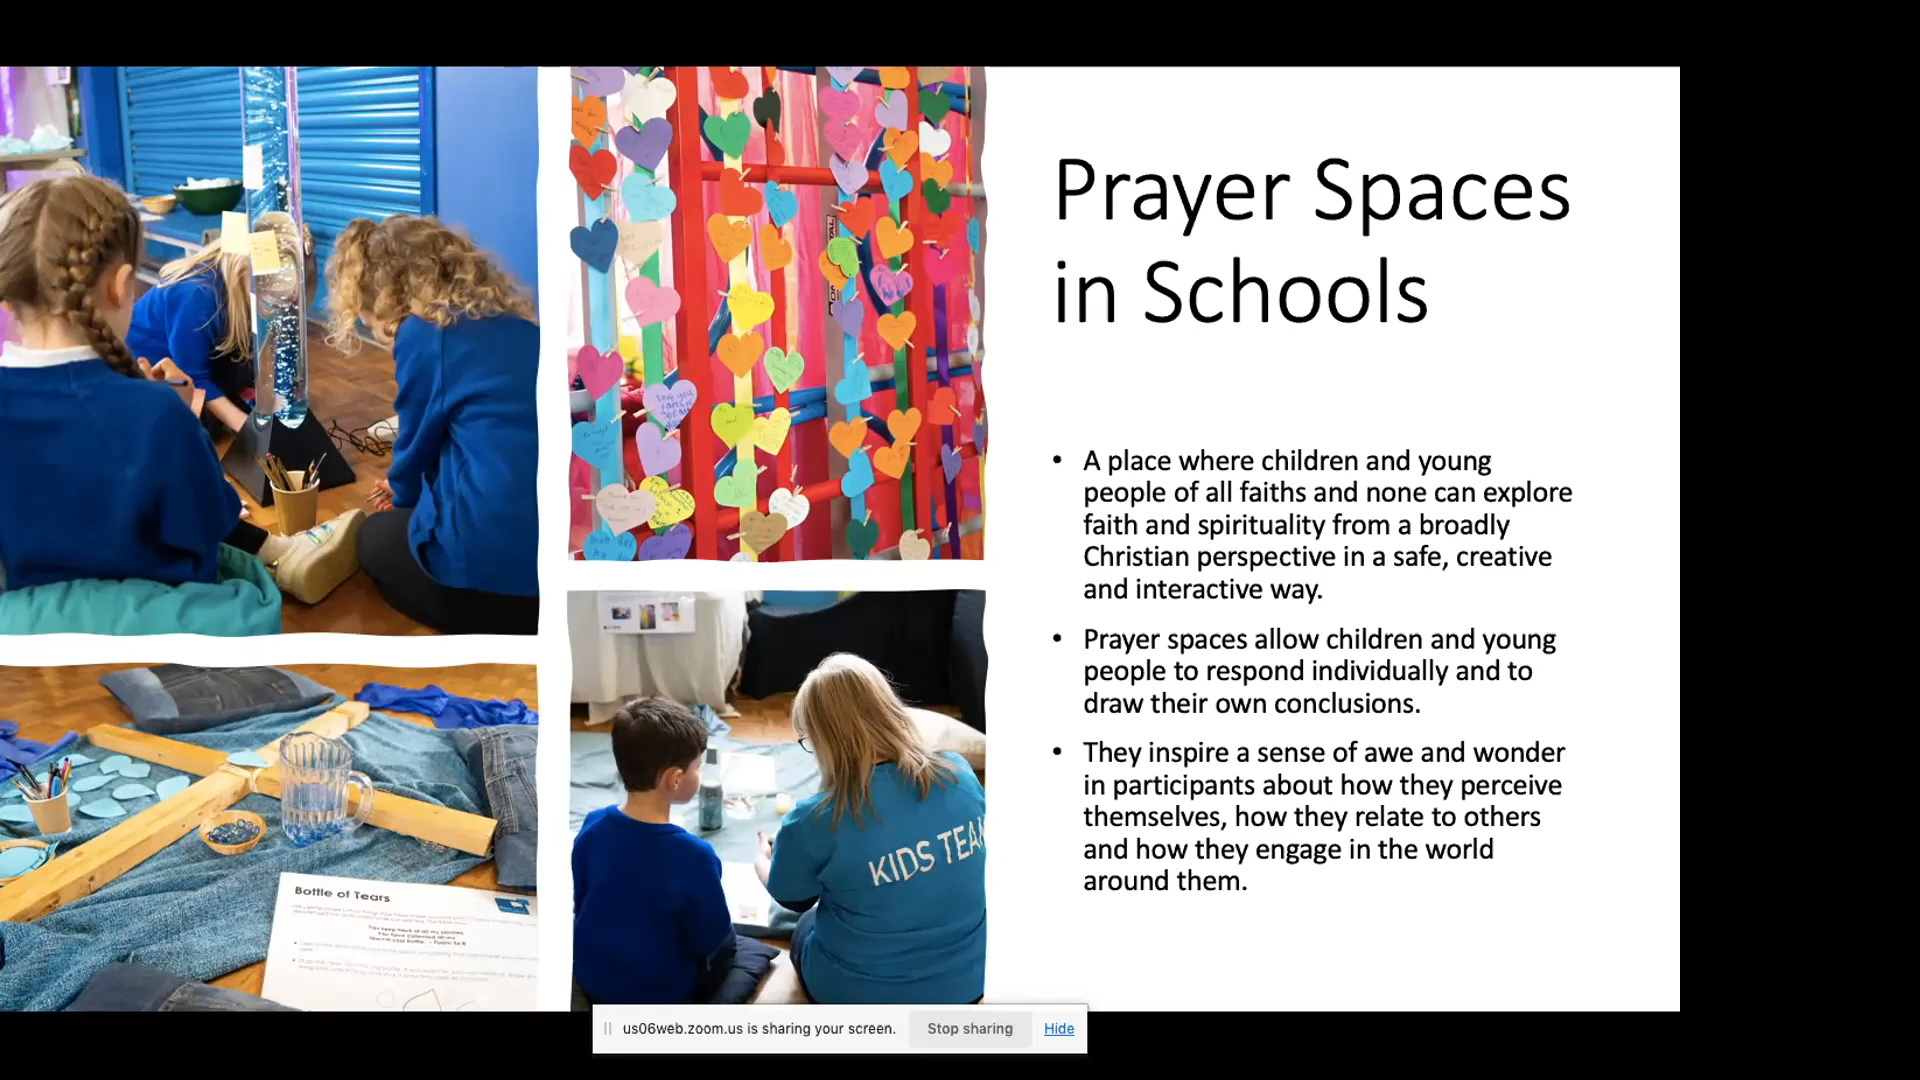 Prayer Spaces
in Schools
• A place where children and young
people of all faiths and none can explore
faith and spirituality from a broadly
Christian perspective in a safe, creative
and interactive way.
• Prayer spaces allow children and young
people to respond individually and to
draw their own conclusions.
• They inspire a sense of awe and wonder
in participants about how they perceive
themselves, how they relate to others
and how they engage in the world
around them.
KIDS TEAM
Bottle of Tears
us06web.zoom.us is sharing your screen.
Stop sharing
Hide